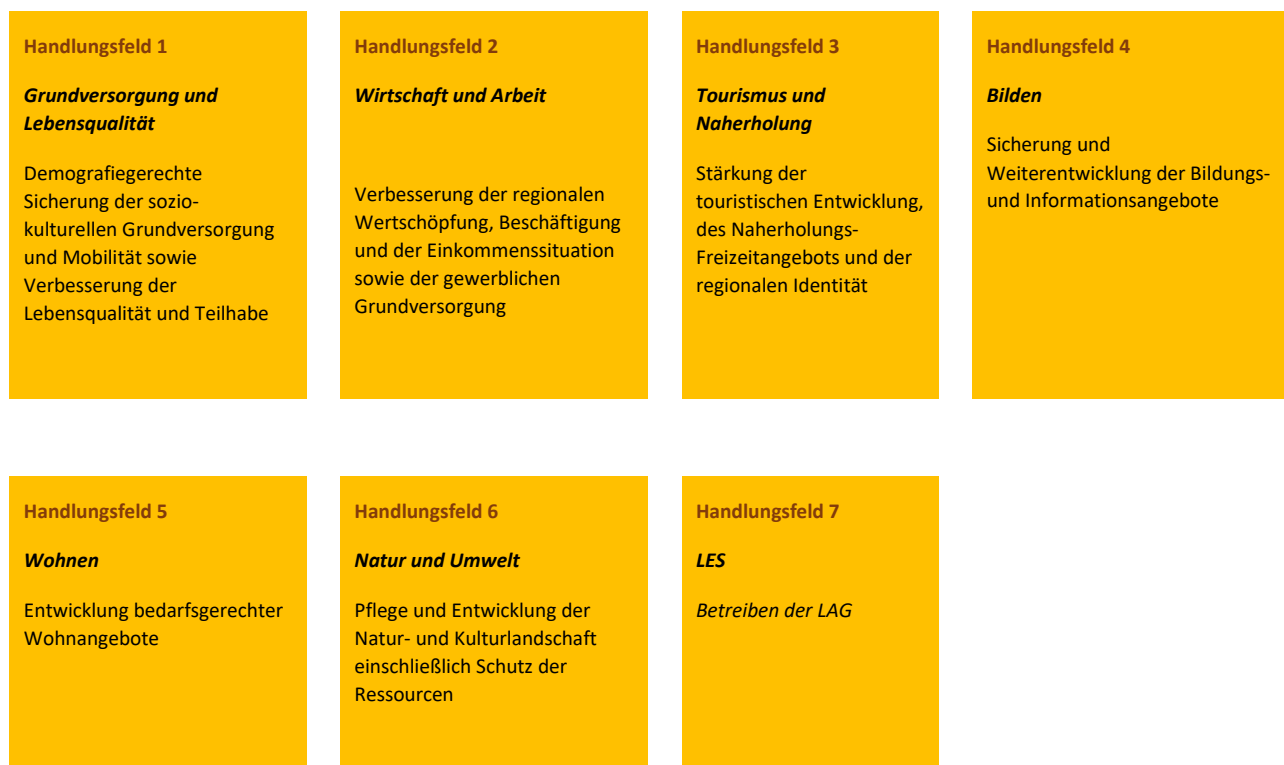 Handlungsfeld 1
Grundversorgung und
Lebensqualität
Demografiegerechte
Sicherung der sozio-
kulturellen Grundversorgung
und Mobilität sowie
Verbesserung der
Lebensqualität und Teilhabe
Handlungsfeld 2
Wirtschaft und Arbeit
Verbesserung der regionalen
Wertschöpfung, Beschäftigung
und der Einkommenssituation
sowie der gewerblichen
Grundversorgung
Handlungsfeld 3
Tourismus und
Naherholung
Stärkung der
touristischen Entwicklung,
des Naherholungs-
Freizeitangebots und der
regionalen Identität
Handlungsfeld 4
Bilden
Sicherung und
Weiterentwicklung der Bildungs-
und Informationsangebote
Handlungsfeld 5
Wohnen
Entwicklung bedarfsgerechter
Wohnangebote
Handlungsfeld 6
Natur und Umwelt
Pflege und Entwicklung der
Natur- und Kulturlandschaft
einschließlich Schutz der
Ressourcen
Handlungsfeld 7
LES
Betreiben der LAG